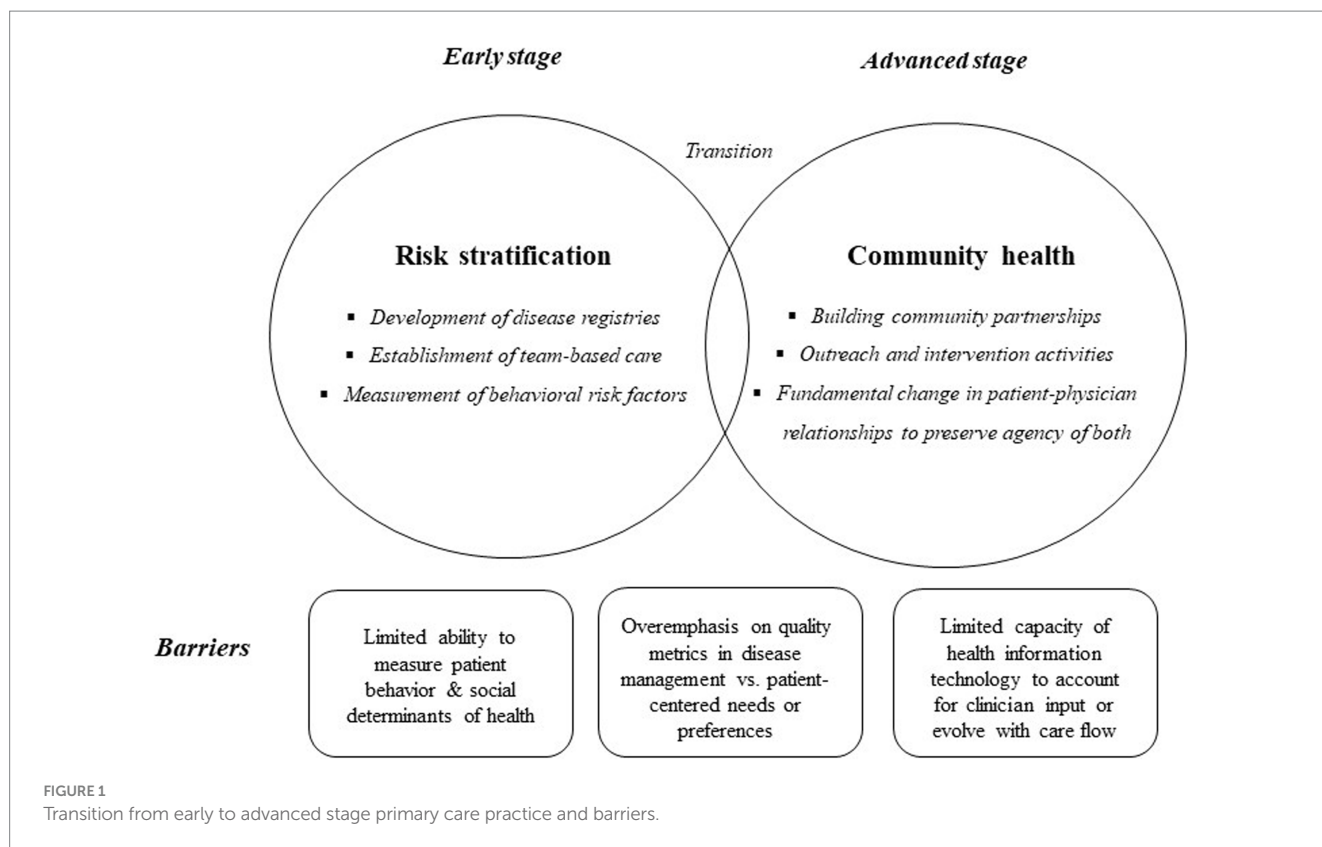 Early stage
Advanced stage
Transition
Risk stratification
▪ Development of disease registries
▪ Establishment of team-based care
▪ Measurement of behavioral risk factors
Community health
▪ Building community partnerships
▪ Outreach and intervention activities
▪ Fundamental change in patient-physician
relationships to preserve agency of both
Barriers
Limited ability to
measure patient
behavior & social
determinants of health
Overemphasis on quality
metrics in disease
management vs. patient-
centered needs or
preferences
Limited capacity of
health information
technology to account
for clinician input or
evolve with care flow
FIGURE 1
Transition from early to advanced stage primary care practice and barriers.